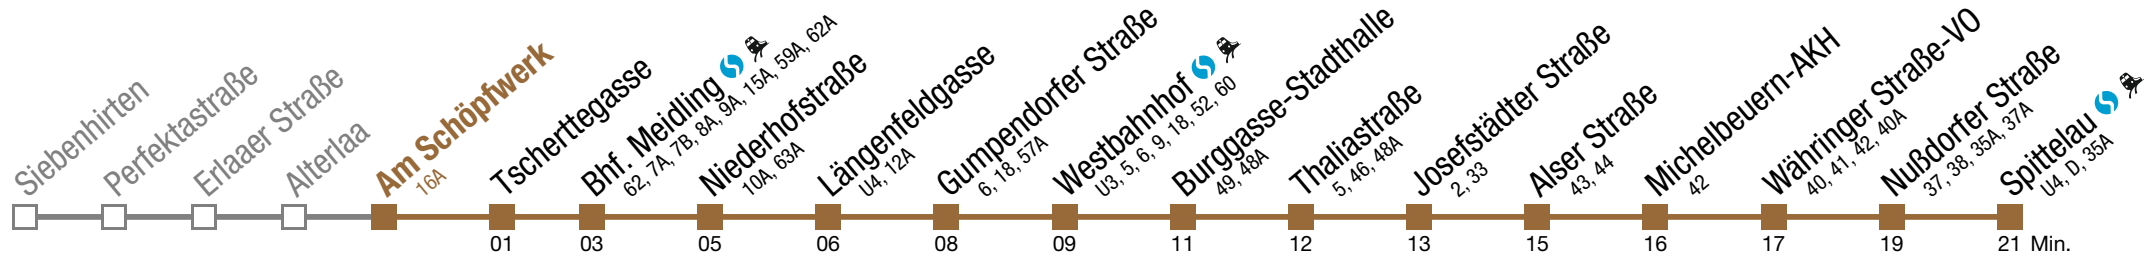 Siebenhirten
Perfektastraße
Erlaaer Straße
Alterlaa
Am Schöpfwerk
16A
Tscherttegasse
Bhf. Meidling
62, 7A, 7B, 8A, 9A, 15A, 59A, 62A
Niederhofstraße
10A, 63A
Längenfeldgasse
U4, 12A
Gumpendorfer Straße
6, 18, 57A
Westbahnhof
U3, 5, 6, 9, 18, 52, 60
Burggasse-Stadthalle
49, 48A
Thaliastraße
5, 46, 48A
Josefstädter Straße
2, 33
Alser Straße
43, 44
Michelbeuern-AKH
42
Währinger Straße-VO
40, 41, 42, 40A
Nußdorfer Straße
37, 38, 35A, 37A
Spittelau
U4, D, 35A
01 03 05 06 08 09 11 12 13 15 16 17 19 21 Min.